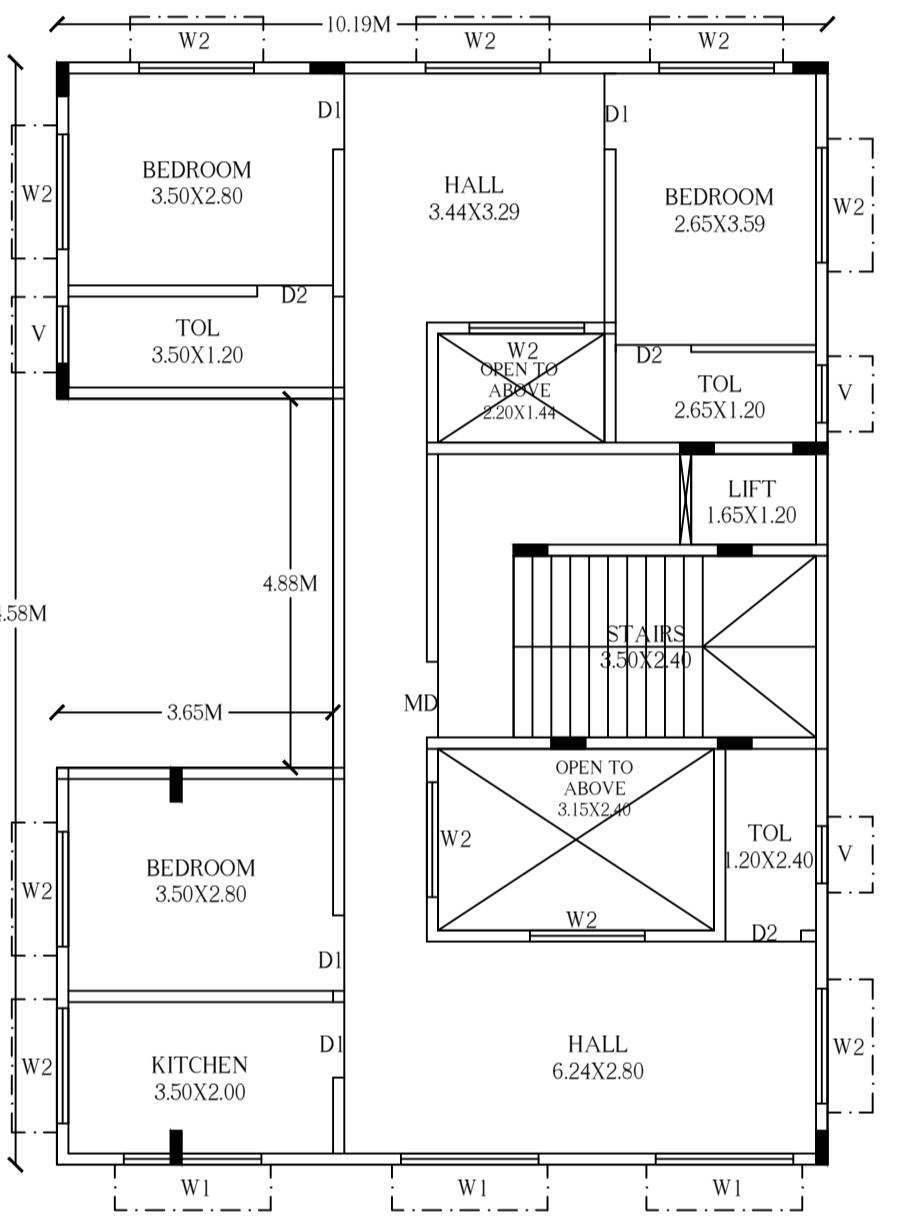 10.19M
W2
W2
W2
D1
D1
BEDROOM
3.50X2.80
HALL
3.44X3.29
BEDROOM
2.65X3.59
W2
W2
D2
V
TOL
3.50X1.20
W2
OPEN TO
ABOVE
2.20X1.44
D2
TOL
2.65X1.20
V
LIFT
1.65X1.20
4.88M
.58M
STAIRS
3.50X2.40
MD
3.65M
OPEN TO
ABOVE
3.15X2.40
W2
TOL
1.20X2.40
V
BEDROOM
3.50X2.80
W2
W2
D2
D1
D1
KITCHEN
3.50X2.00
W2
HALL
6.24X2.80
W2
W1
W1
W1